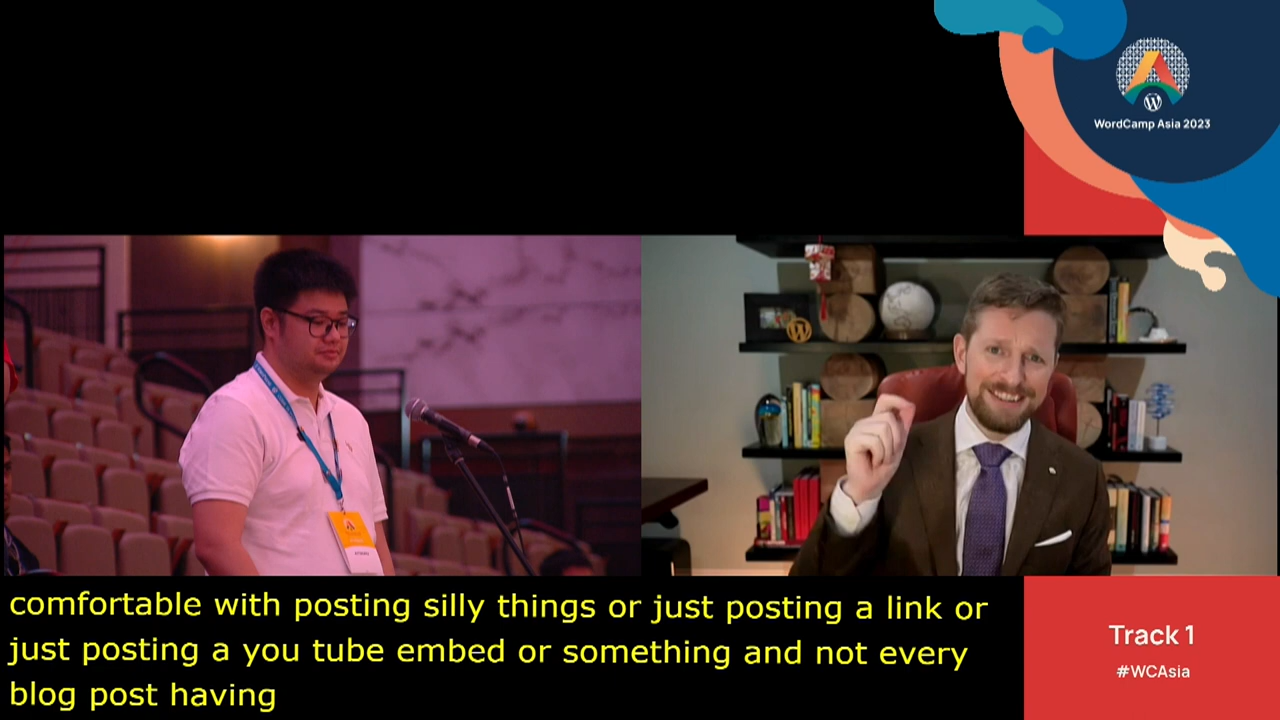 WordCamp Asia 2023
comfortable with posting silly things or just posting a link or
just posting a you tube embed or something and not every
blog post having
Track 1
#WCAsia